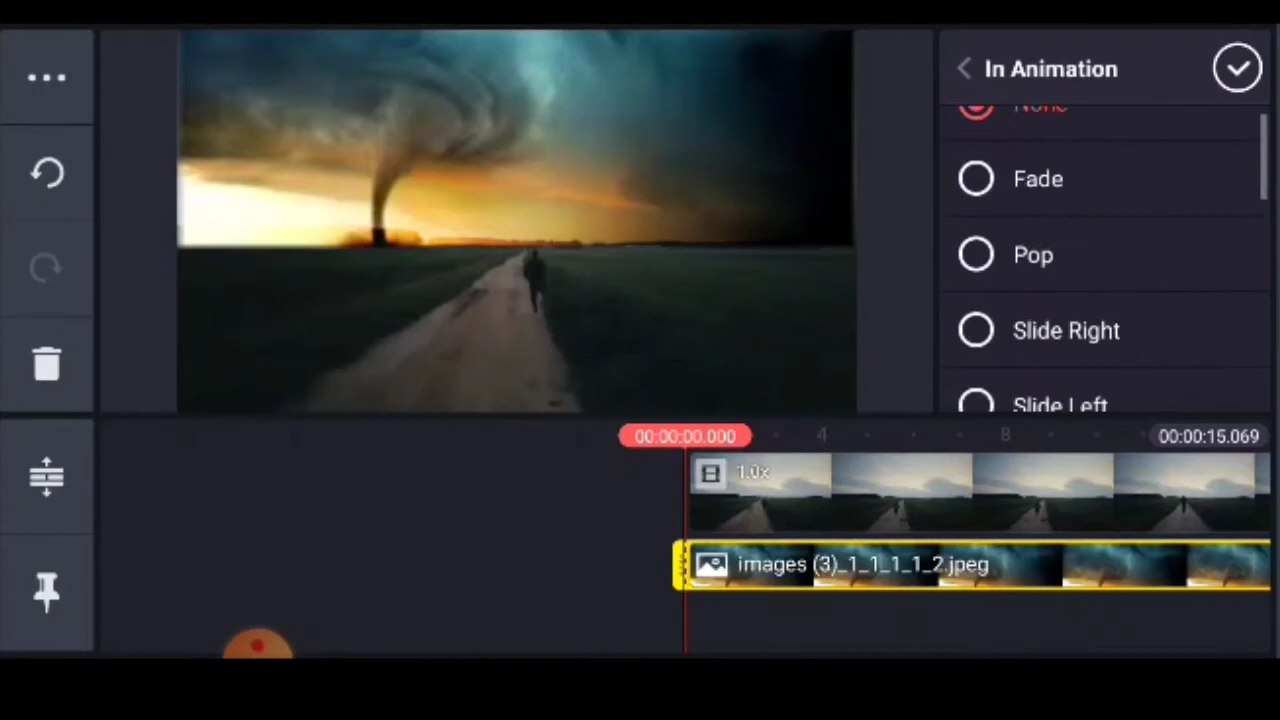 In Animation
None
Fade
Pop
Slide Right
Slide Left
00:00:00.000
4
8
00:00:15.069
1.0x
images (3)_1_1_1_1_2.jpeg